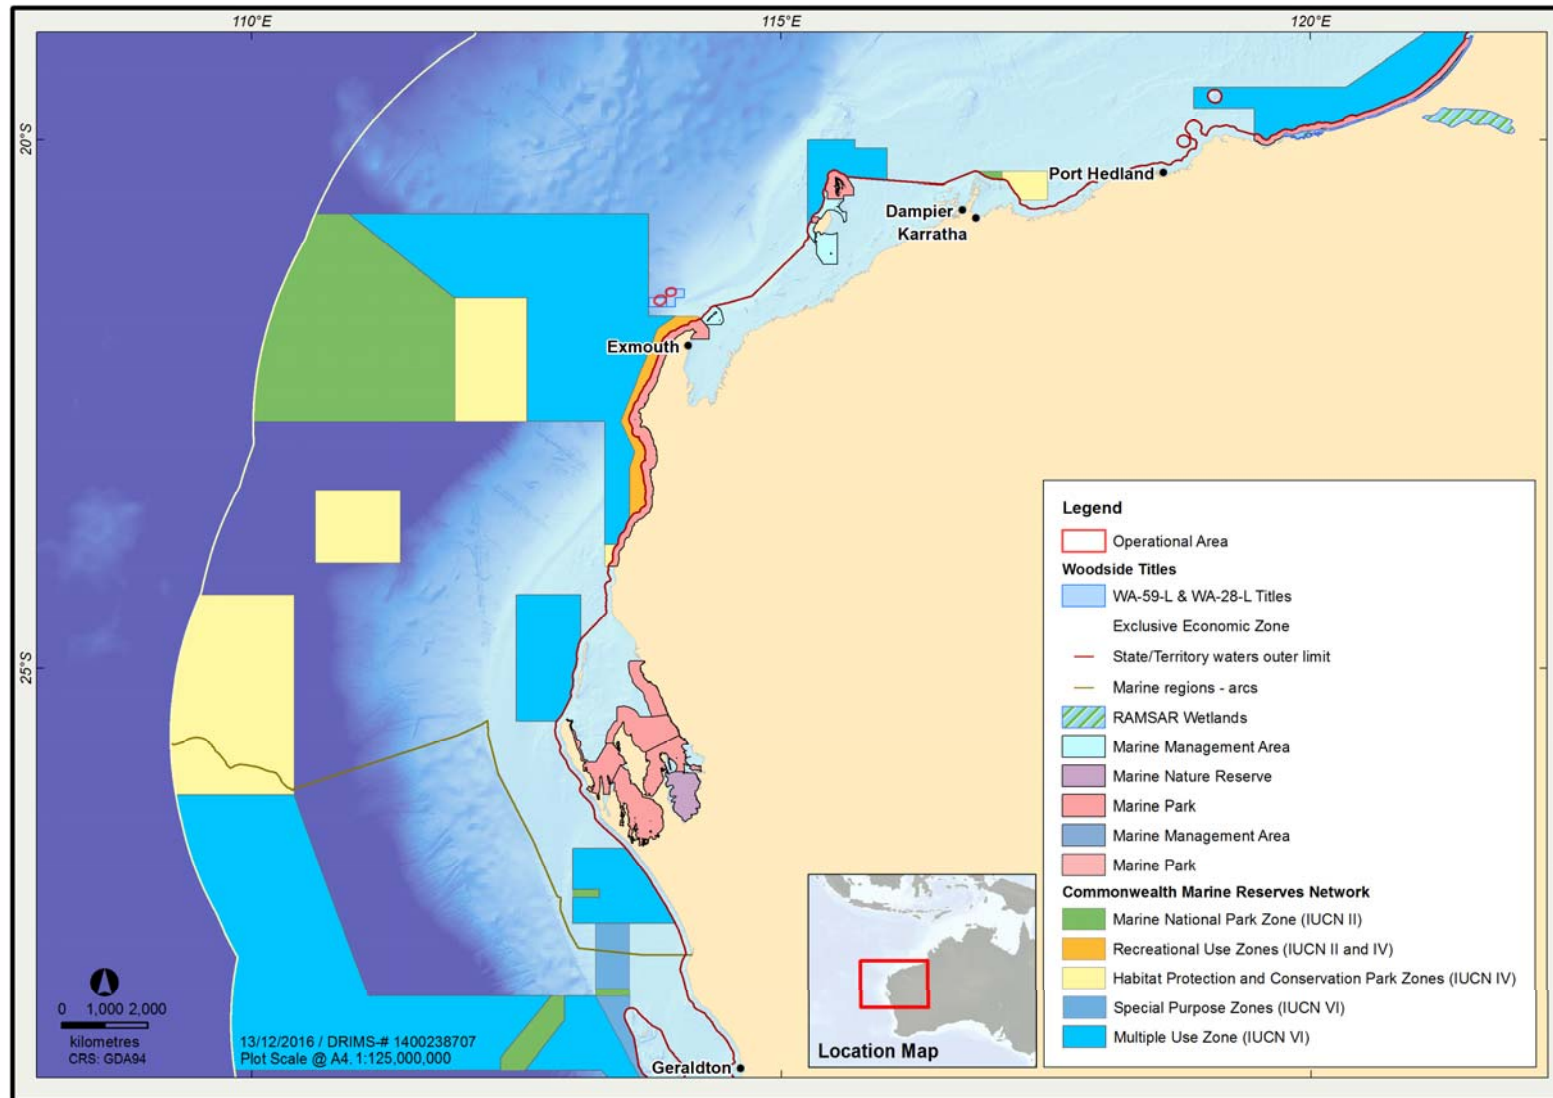 110°E
115°E
120°E
20°S
25°S
Port Hedland
Dampier
Karratha
Exmouth
Geraldton
Legend
Operational Area
Woodside Titles
WA-59-L & WA-28-L Titles
Exclusive Economic Zone
State/Territory waters outer limit
Marine regions - arcs
RAMSAR Wetlands
Marine Management Area
Marine Nature Reserve
Marine Park
Marine Management Area
Marine Park
Commonwealth Marine Reserves Network
Marine National Park Zone (IUCN II)
Recreational Use Zones (IUCN II and IV)
Habitat Protection and Conservation Park Zones (IUCN IV)
Special Purpose Zones (IUCN VI)
Multiple Use Zone (IUCN VI)
Location Map
0 1,000 2,000
kilometres
CRS: GDA94
13/12/2016 / DRIMS-# 1400238707
Plot Scale @ A4. 1:125,000,000